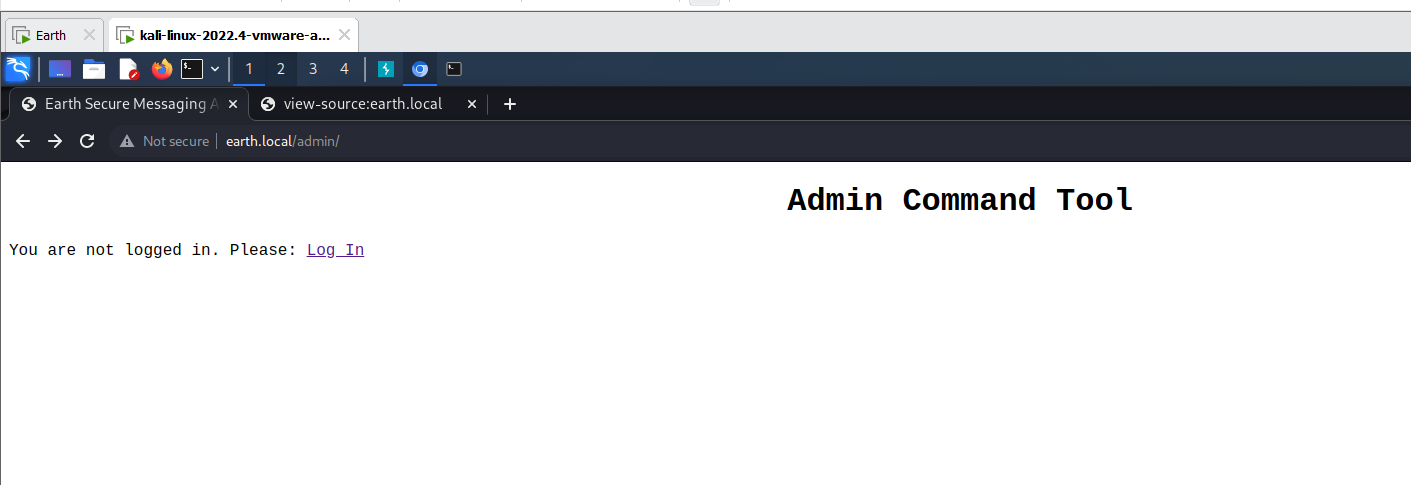 Earth
kali-linux-2022.4-vmware-a...
1 2 3 4
Earth Secure Messaging A
view-source:earth.local
Not secure
earth.local/admin/
Admin Command Tool
You are not logged in. Please: Log In